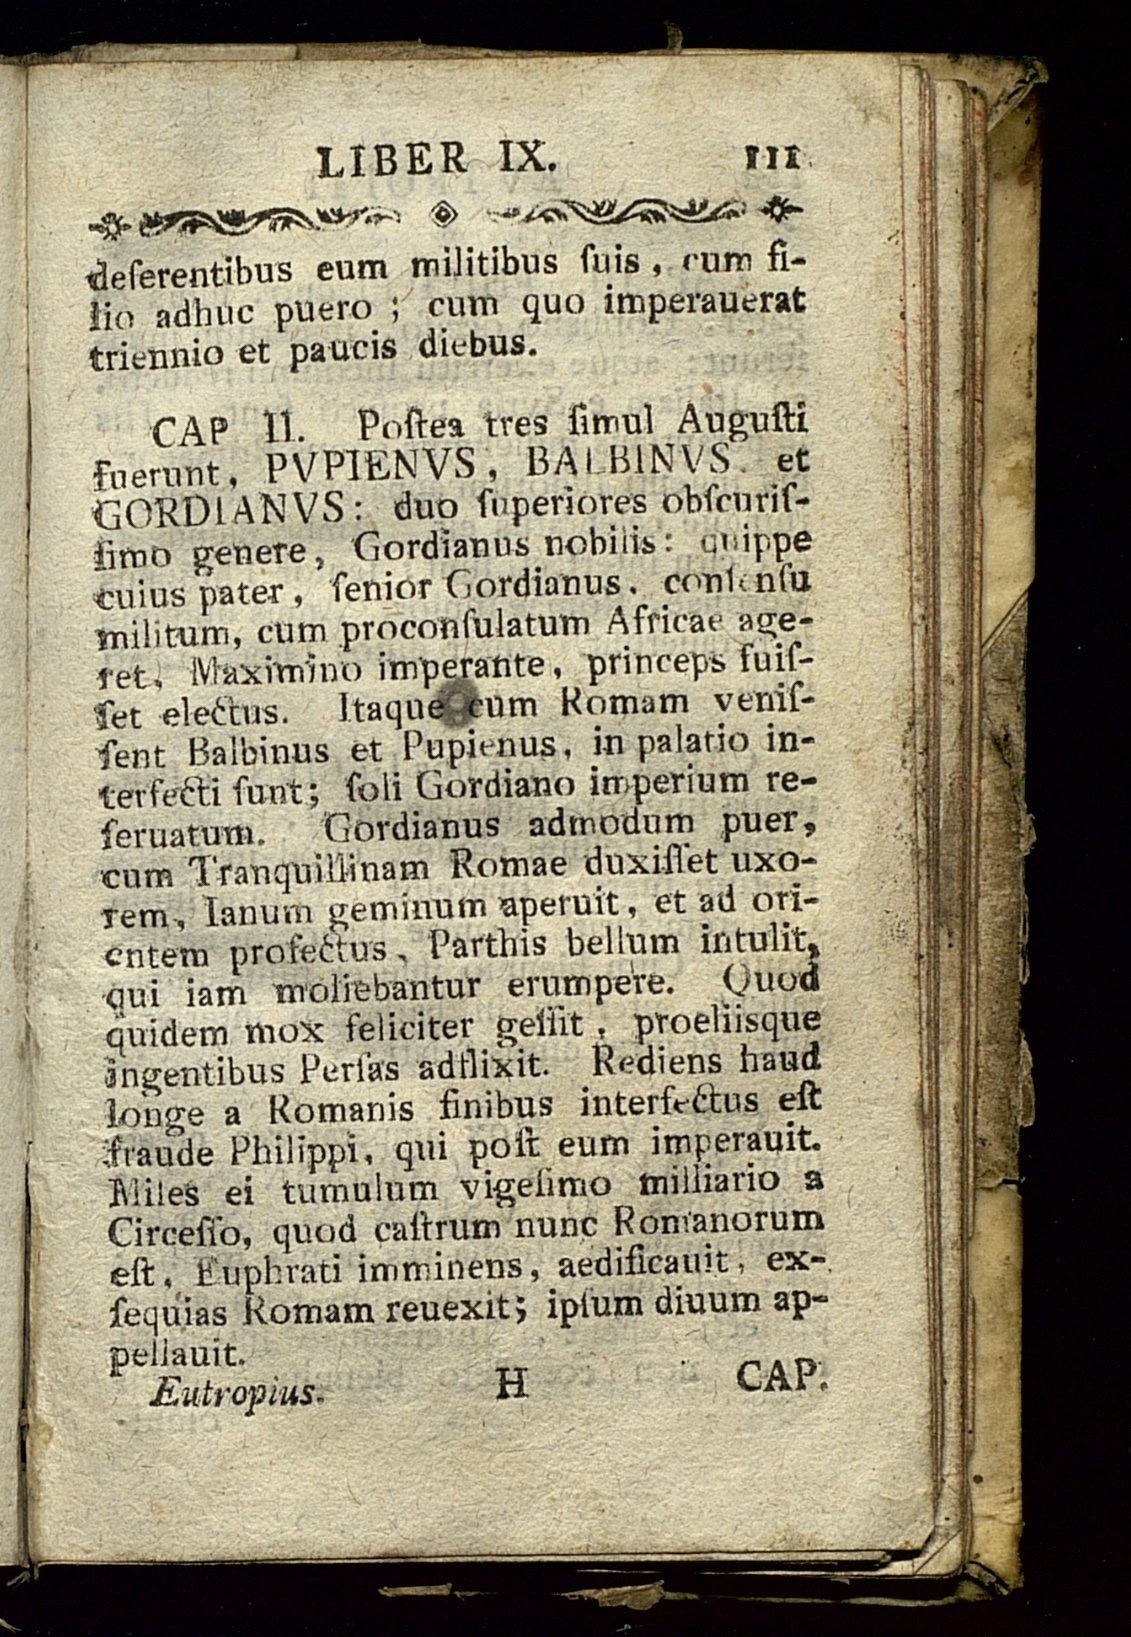 LIBER IX. 111
deſerentibus eum militibus ſuis, cum fi-
lio adhuc puero; cum quo imperauerat
triennio et paucis diebus.
CAP II. Poſtea tres ſimul Auguſti
fuerunt, PVPIENVS, BALBINVS. et
GORDIANVS: duo ſuperiores obſcuriſ-
ſimo genere, Gordianus nobilis: quippe
cuius pater, ſenior Gordianus, conſenſu
militum, cum proconſulatum Africae age-
ret, Maximino imperante, princeps fuiſ-
ſet electus. Itaque cum Romam veniſ-
ſent Balbinus et Pupienus, in palatio in-
terfecti ſunt; ſoli Gordiano imperium re-
ſeruatum. Gordianus admodum puer,
cum Tranquillinam Romae duxiſſet uxo-
rem, Ianum geminum aperuit, et ad ori-
entem profectus, Parthis bellum intulit,
qui iam moliebantur erumpere. Quod
quidem mox feliciter geſſit, proeliisque
ingentibus Perſas adflixit. Rediens haud
longe a Romanis finibus interfectus eſt
fraude Philippi, qui poſt eum imperauit.
Miles ei tumulum vigeſimo milliario a
Circeſſo, quod caſtrum nunc Romanorum
eſt, Euphrati imminens, aedificauit, ex-
ſequias Romam reuexit; ipſum diuum ap-
pellauit.
Eutropius. H CAP.